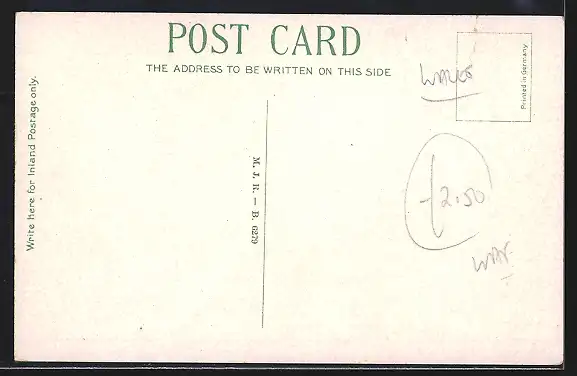 POST CARD
THE ADDRESS TO BE WRITTEN ON THIS SIDE
Write here for Inland Postage only.
M. J. R. — B. 6279
Printed in Germany
WALES
£2.50